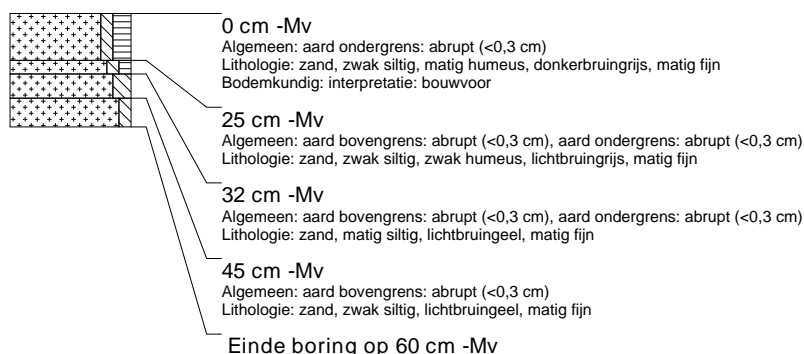 0 cm -Mv
Algemeen: aard ondergrens: abrupt (<0,3 cm)
Lithologie: zand, zwak siltig, matig humeus, donkerbruingrijs, matig fijn
Bodemkundig: interpretatie: bouwvoor
25 cm -Mv
Algemeen: aard bovengrens: abrupt (<0,3 cm), aard ondergrens: abrupt (<0,3 cm)
Lithologie: zand, zwak siltig, zwak humeus, lichtbruingrijs, matig fijn
32 cm -Mv
Algemeen: aard bovengrens: abrupt (<0,3 cm), aard ondergrens: abrupt (<0,3 cm)
Lithologie: zand, matig siltig, lichtbruingeel, matig fijn
45 cm -Mv
Algemeen: aard bovengrens: abrupt (<0,3 cm)
Lithologie: zand, zwak siltig, lichtbruingeel, matig fijn
Einde boring op 60 cm -Mv